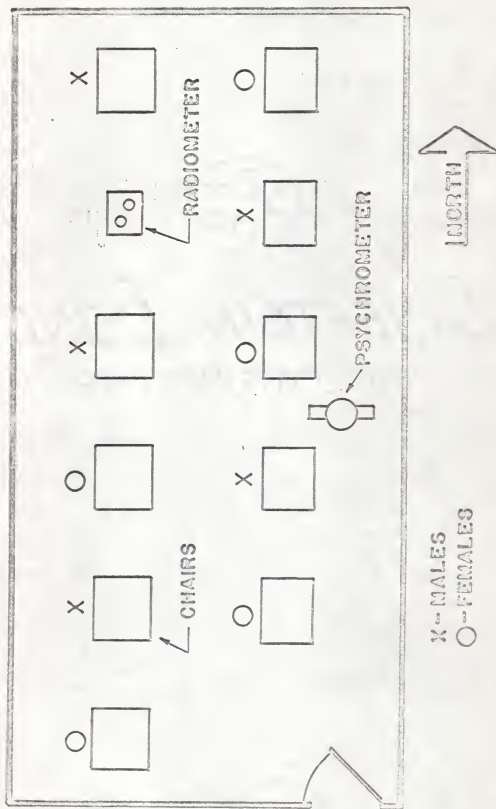 O X O X X
CHAIRS
RADIOMETER
O X O X O
PSYCHROMETER
X-MALES
O-FEMALES
NORTH